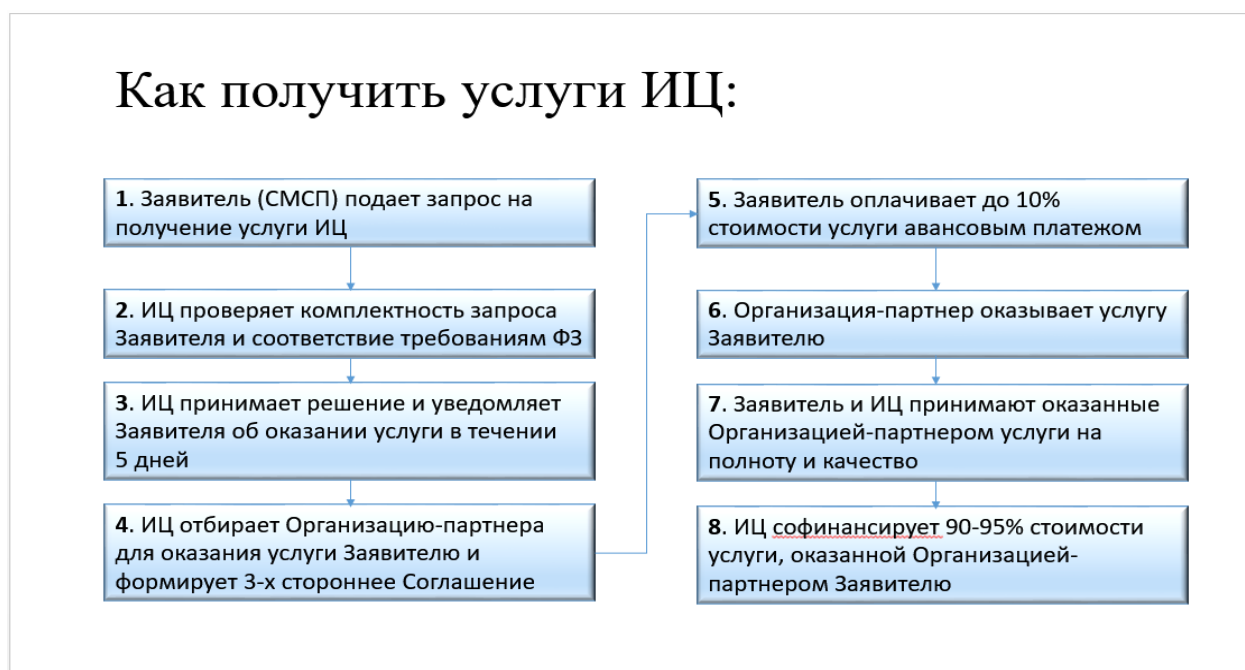 Как получить услуги ИЦ:
1. Заявитель (СМСП) подает запрос на
получение услуги ИЦ
2. ИЦ проверяет комплектность запроса
Заявителя и соответствие требованиям ФЗ
3. ИЦ принимает решение и уведомляет
Заявителя об оказании услуги в течении
5 дней
4. ИЦ отбирает Организацию-партнера
для оказания услуги Заявителю и
формирует 3-х стороннее Соглашение
5. Заявитель оплачивает до 10%
стоимости услуги авансовым платежом
6. Организация-партнер оказывает услугу
Заявителю
7. Заявитель и ИЦ принимают оказанные
Организацией-партнером услуги на
полноту и качество
8. ИЦ софинансирует 90-95% стоимости
услуги, оказанной Организацией-
партнером Заявителю